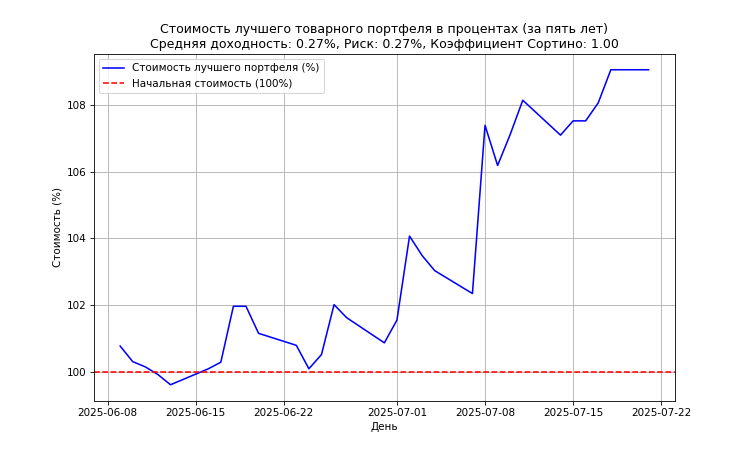 Стоимость лучшего товарного портфеля в процентах (за пять лет)
Средняя доходность: 0.27%, Риск: 0.27%, Коэффициент Сортино: 1.00
Стоимость лучшего портфеля (%)
Начальная стоимость (100%)
Стоимость (%)
108
106
104
102
100
2025-06-08
2025-06-15
2025-06-22
2025-07-01
2025-07-08
2025-07-15
2025-07-22
День